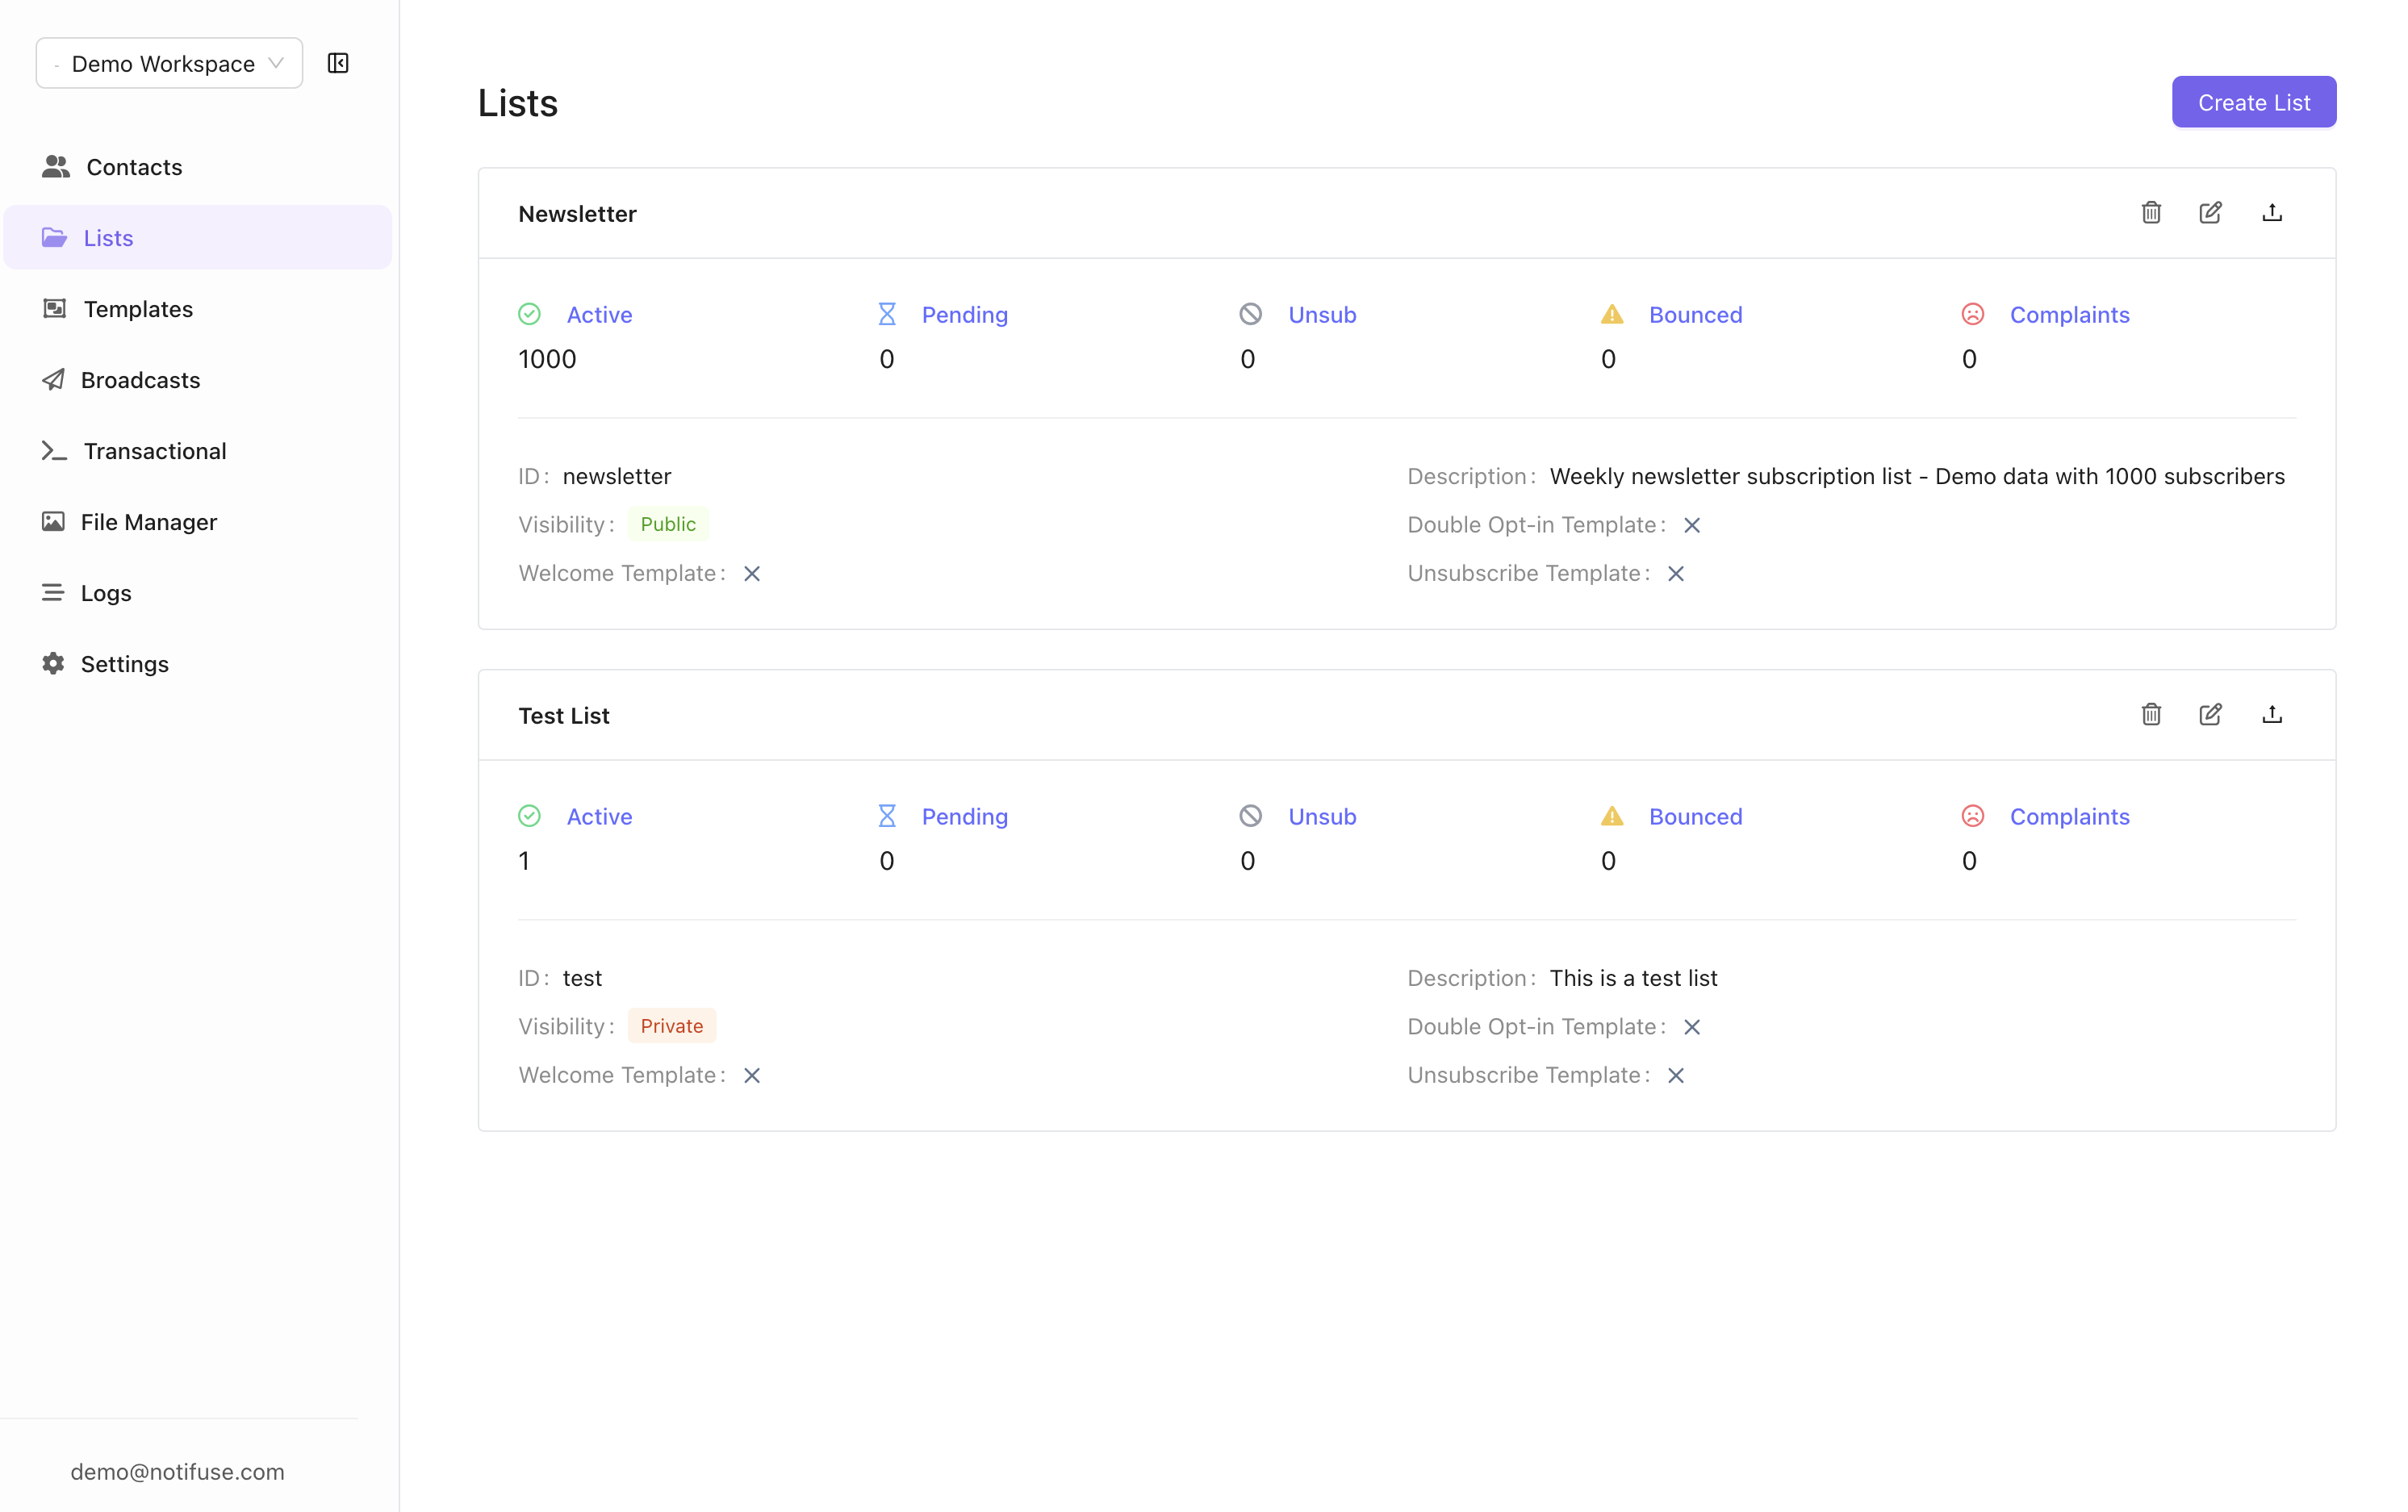 - Demo Workspace
Contacts
Lists
Templates
Broadcasts
Transactional
File Manager
Logs
Settings
demo@notifuse.com
Lists
Create List
Newsletter
Active Pending Unsub Bounced Complaints
1000 0 0 0 0
ID: newsletter Description: Weekly newsletter subscription list - Demo data with 1000 subscribers
Visibility: Public Double Opt-in Template:
Welcome Template: Unsubscribe Template:
Test List
Active Pending Unsub Bounced Complaints
1 0 0 0 0
ID: test Description: This is a test list
Visibility: Private Double Opt-in Template:
Welcome Template: Unsubscribe Template: